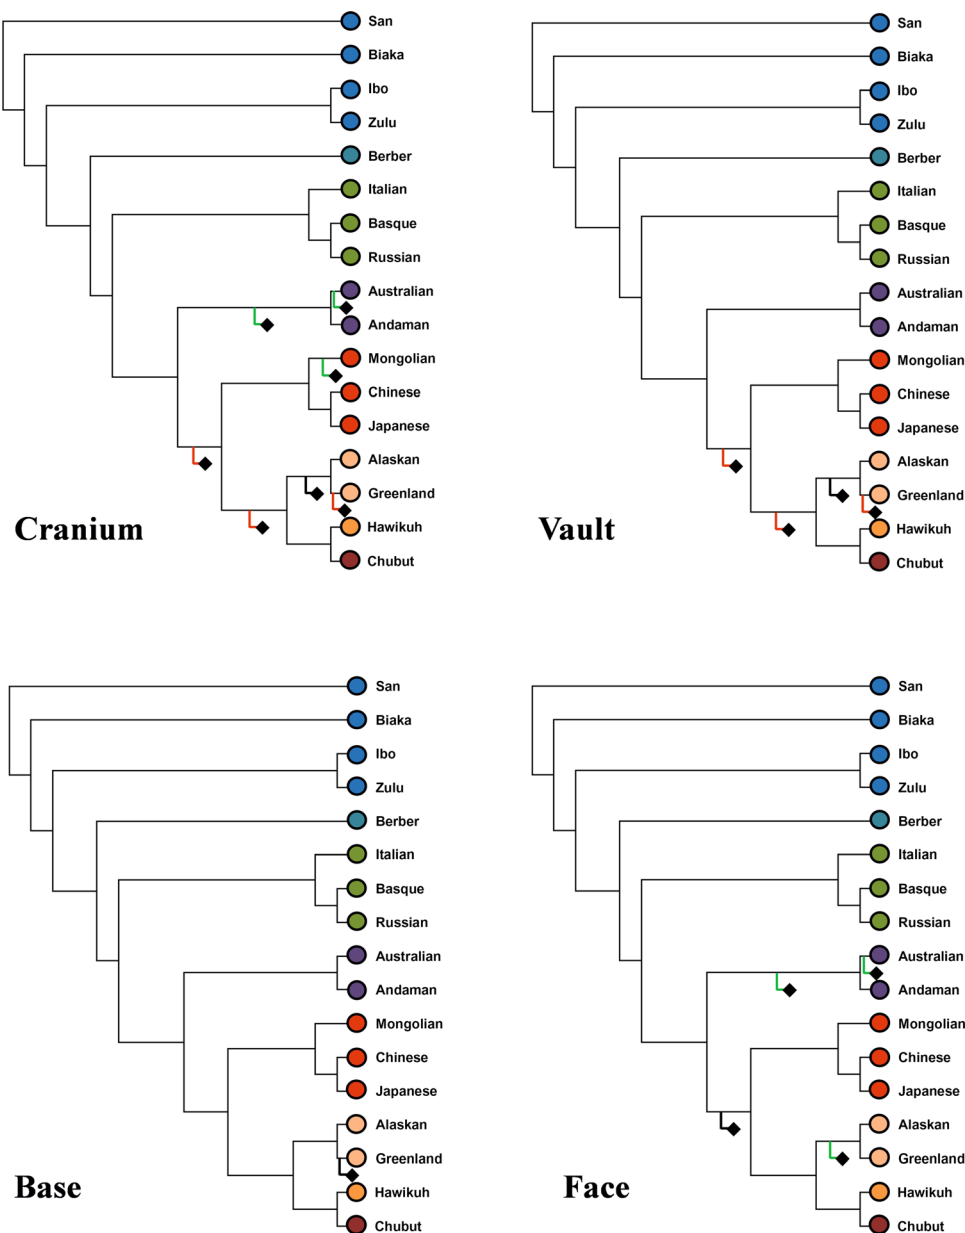 San
Biaka
Ibo
Zulu
Berber
Italian
Basque
Russian
Australian
Andaman
Mongolian
Chinese
Japanese
Alaskan
Greenland
Hawikuh
Chubut
Cranium
San
Biaka
Ibo
Zulu
Berber
Italian
Basque
Russian
Australian
Andaman
Mongolian
Chinese
Japanese
Alaskan
Greenland
Hawikuh
Chubut
Vault
San
Biaka
Ibo
Zulu
Berber
Italian
Basque
Russian
Australian
Andaman
Mongolian
Chinese
Japanese
Alaskan
Greenland
Hawikuh
Chubut
Base
San
Biaka
Ibo
Zulu
Berber
Italian
Basque
Russian
Australian
Andaman
Mongolian
Chinese
Japanese
Alaskan
Greenland
Hawikuh
Chubut
Face